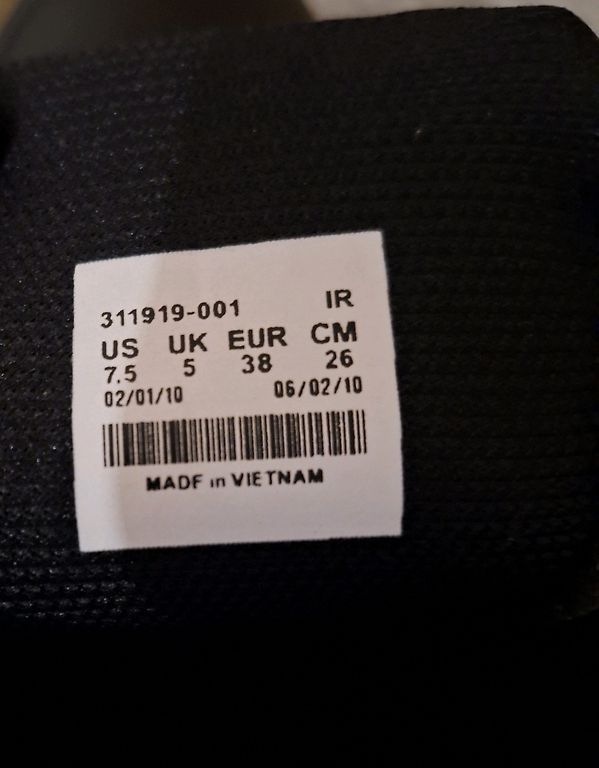 311919-001 IR
US UK EUR CM
7.5 5 38 26
02/01/10 06/02/10
MADE in VIETNAM